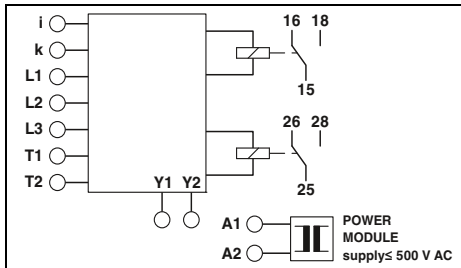 i
k
L1
L2
L3
T1
T2
Y1 Y2
16 18
15
26 28
25
A1
A2
POWER
MODULE
supply≤ 500 V AC